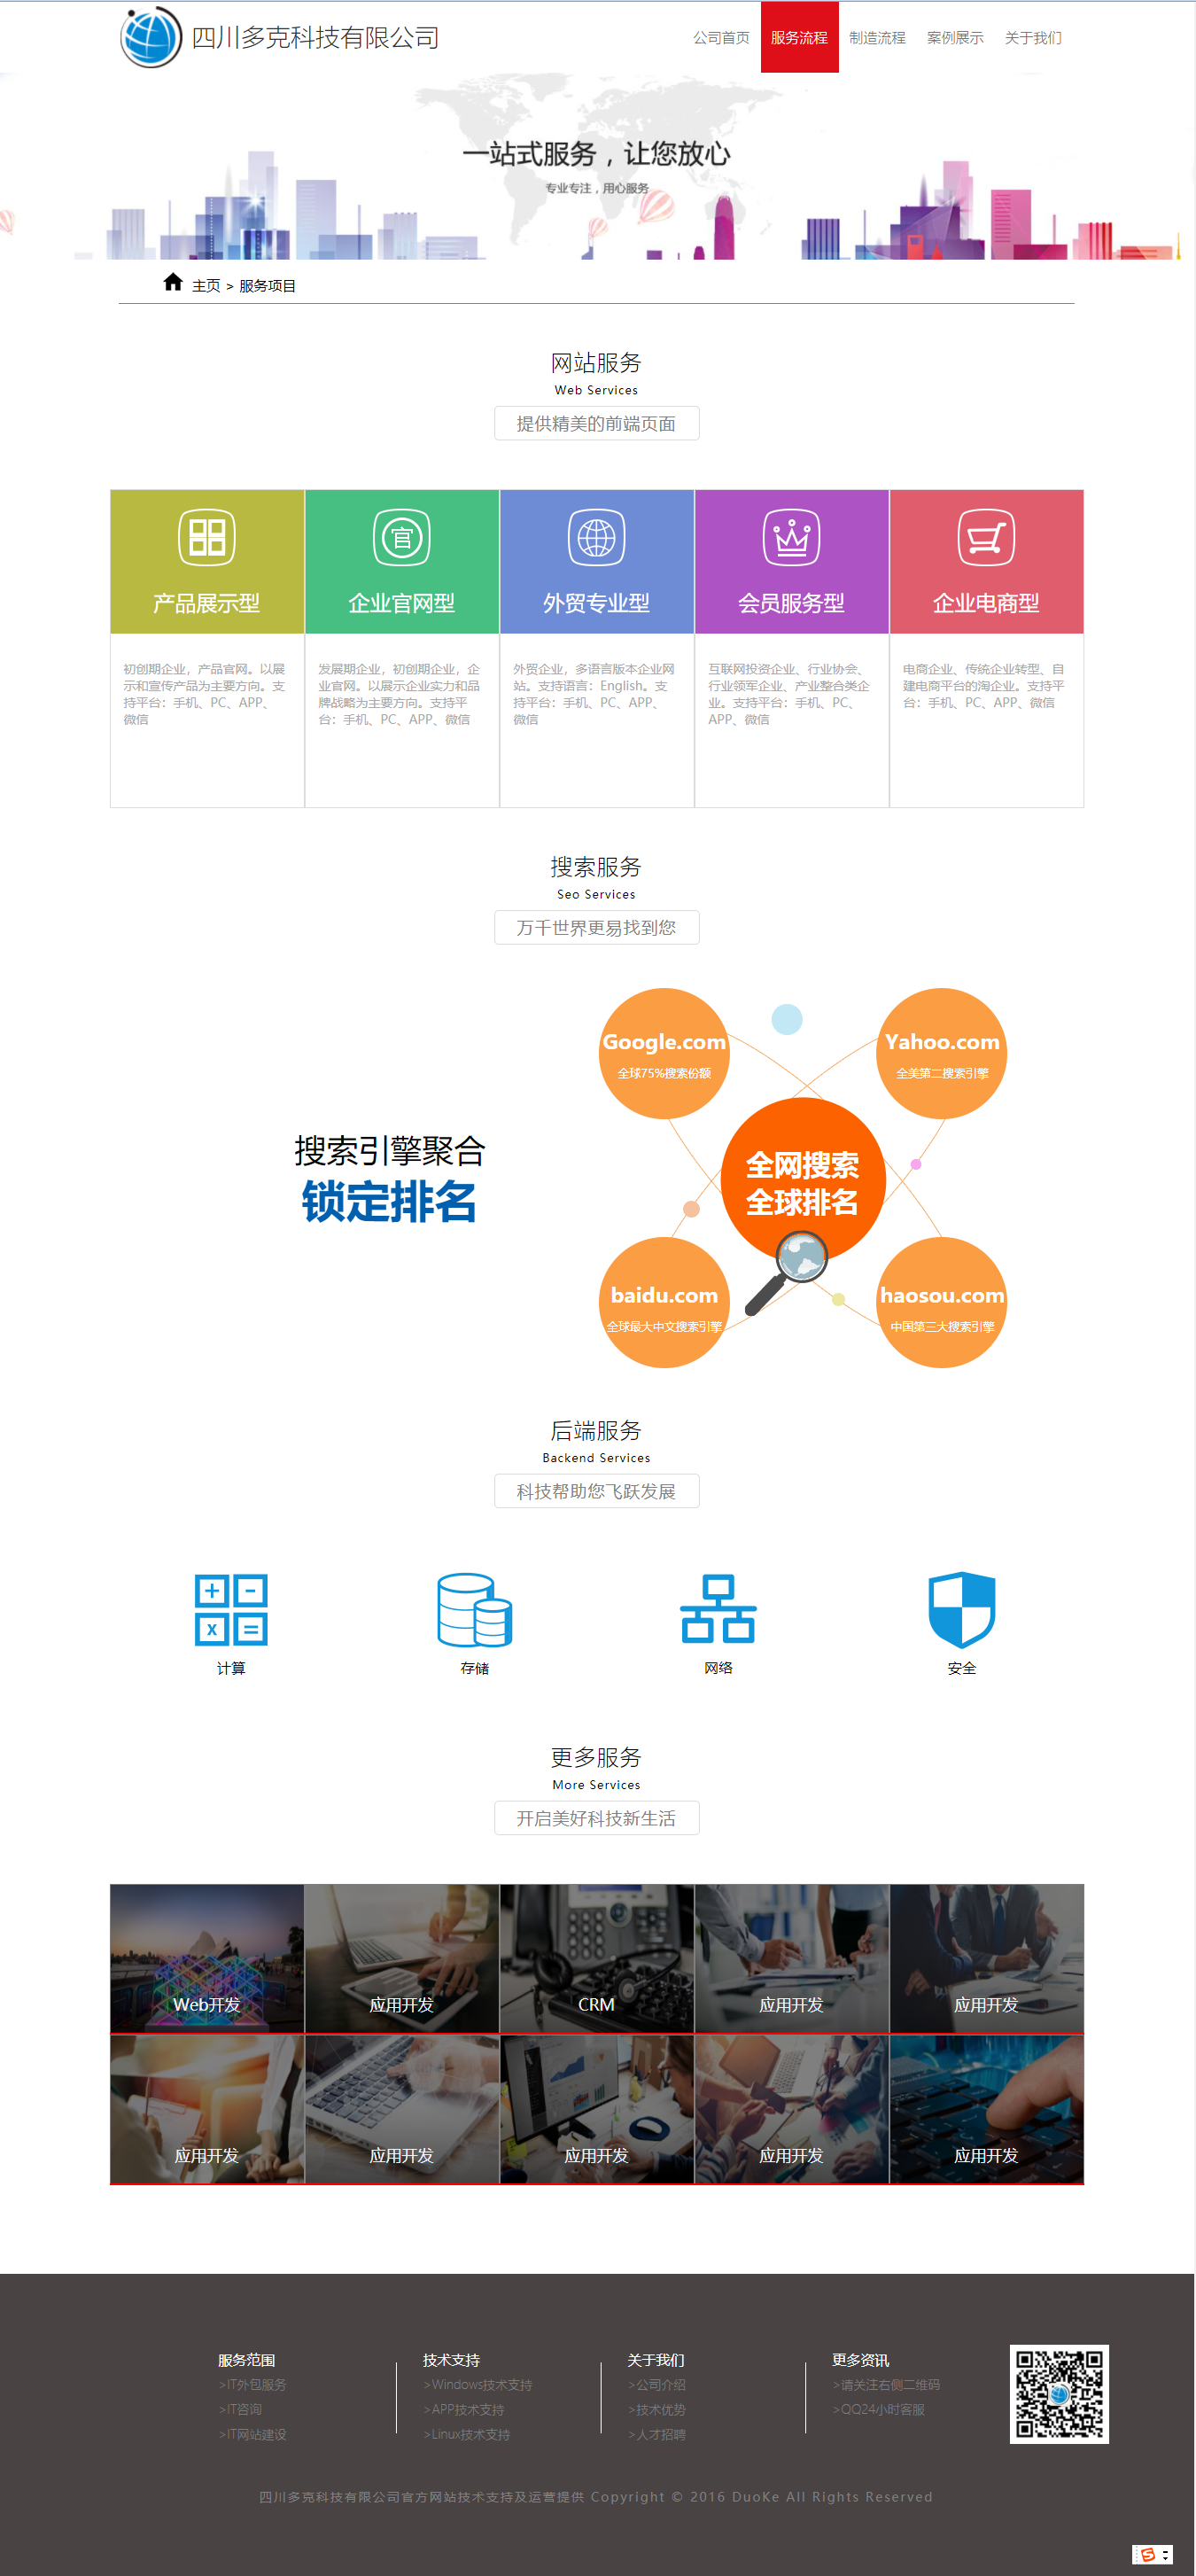 四川多克科技有限公司
公司首页 服务流程 制造流程 案例展示 关于我们
一站式服务，让您放心
专业专注，用心服务
主页 > 服务项目
网站服务
Web Services
提供精美的前端页面
产品展示型
初创期企业，产品官网。以展
示和宣传产品为主要方向。支
持平台：手机、PC、APP、
微信
官
企业官网型
发展期企业，初创期企业，企
业官网。以展示企业实力和品
牌战略为主要方向。支持平
台：手机、PC、APP、微信
外贸专业型
外贸企业，多语言版本企业网
站。支持语言：English。支
持平台：手机、PC、APP、
微信
会员服务型
互联网投资企业、行业协会、
行业领军企业、产业整合类企
业。支持平台：手机、PC、
APP、微信
企业电商型
电商企业、传统企业转型、自
建电商平台的淘企业。支持平
台：手机、PC、APP、微信
搜索服务
Seo Services
万千世界更易找到您
搜索引擎聚合
锁定排名
Google.com
全球75%搜索份额
Yahoo.com
全美第二搜索引擎
全网搜索
全球排名
baidu.com
全球最大中文搜索引擎
haosou.com
中国第三大搜索引擎
后端服务
Backend Services
科技帮助您飞跃发展
+ -
x =
计算
存储
网络
安全
更多服务
More Services
开启美好科技新生活
Web开发
应用开发
CRM
应用开发
应用开发
应用开发
应用开发
应用开发
应用开发
应用开发
服务范围
>IT外包服务
>IT咨询
>IT网站建设
技术支持
>Windows技术支持
>APP技术支持
>Linux技术支持
关于我们
>公司介绍
>技术优势
>人才招聘
更多资讯
>请关注右侧二维码
>QQ24小时客服
四川多克科技有限公司官方网站技术支持及运营提供 Copyright © 2016 DuoKe All Rights Reserved
S